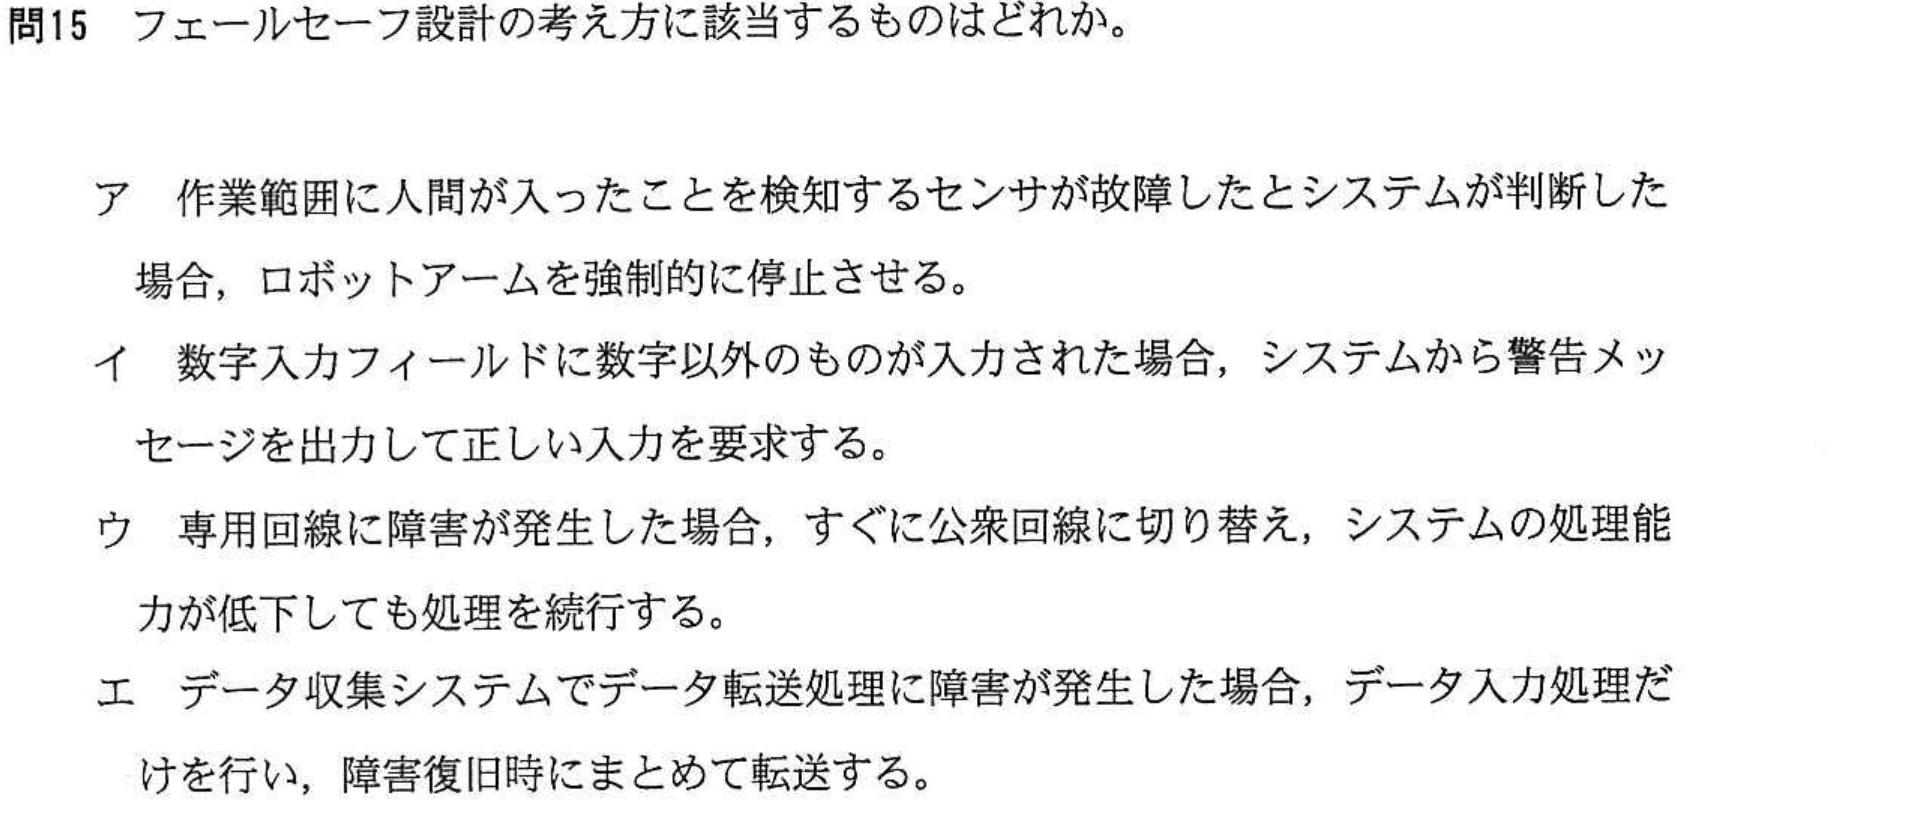 問15　フェールセーフ設計の考え方に該当するものはどれか。
ア　作業範囲に人間が入ったことを検知するセンサが故障したとシステムが判断した
場合，ロボットアームを強制的に停止させる。
イ　数字入力フィールドに数字以外のものが入力された場合，システムから警告メッ
セージを出力して正しい入力を要求する。
ウ　専用回線に障害が発生した場合，すぐに公衆回線に切り替え，システムの処理能
力が低下しても処理を続行する。
エ　データ収集システムでデータ転送処理に障害が発生した場合，データ入力処理だ
けを行い，障害復旧時にまとめて転送する。